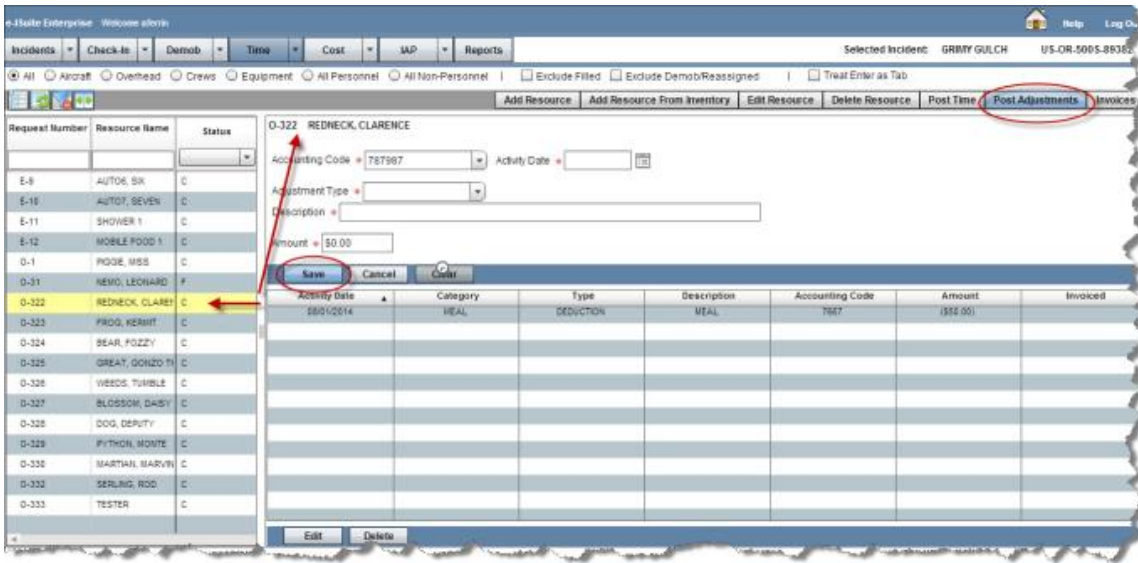 e-ISuite Enterprise Welcome aferrin Help Log Ou
Incidents Check-In Demob Time Cost IAP Reports Selected Incident: GRIMY GULCH US-OR-500S-89382
All Aircraft Overhead Crews Equipment All Personnel All Non-Personnel | Exclude Filled Exclude Demob/Reassigned | Treat Enter as Tab
Add Resource Add Resource From Inventory Edit Resource Delete Resource Post Time Post Adjustments Invoices
Request Number Resource Name Status
O-322 REDNECK, CLARENCE
Accounting Code * 787987 Activity Date *
Adjustment Type *
Description *
Amount * $0.00
Save Cancel Clear
Activity Date Category Type Description Accounting Code Amount Invoiced
08/01/2014 MEAL DEDUCTION MEAL 7667 ($50.00)
E-9 AUTO6, SIX C
E-10 AUTO7, SEVEN C
E-11 SHOWER 1 C
E-12 MOBILE FOOD 1 C
O-1 PIGGIE, MISS C
O-31 NEMO, LEONARD F
O-322 REDNECK, CLAREN C
O-323 FROG, KERMIT C
O-324 BEAR, FOZZY C
O-325 GREAT, GONZO TH C
O-326 WEEDS, TUMBLE C
O-327 BLOSSOM, DAISY C
O-328 DOG, DEPUTY C
O-329 PYTHON, MONTE C
O-330 MARTIAN, MARVIN C
O-332 SERLING, ROD C
O-333 TESTER C
Edit Delete